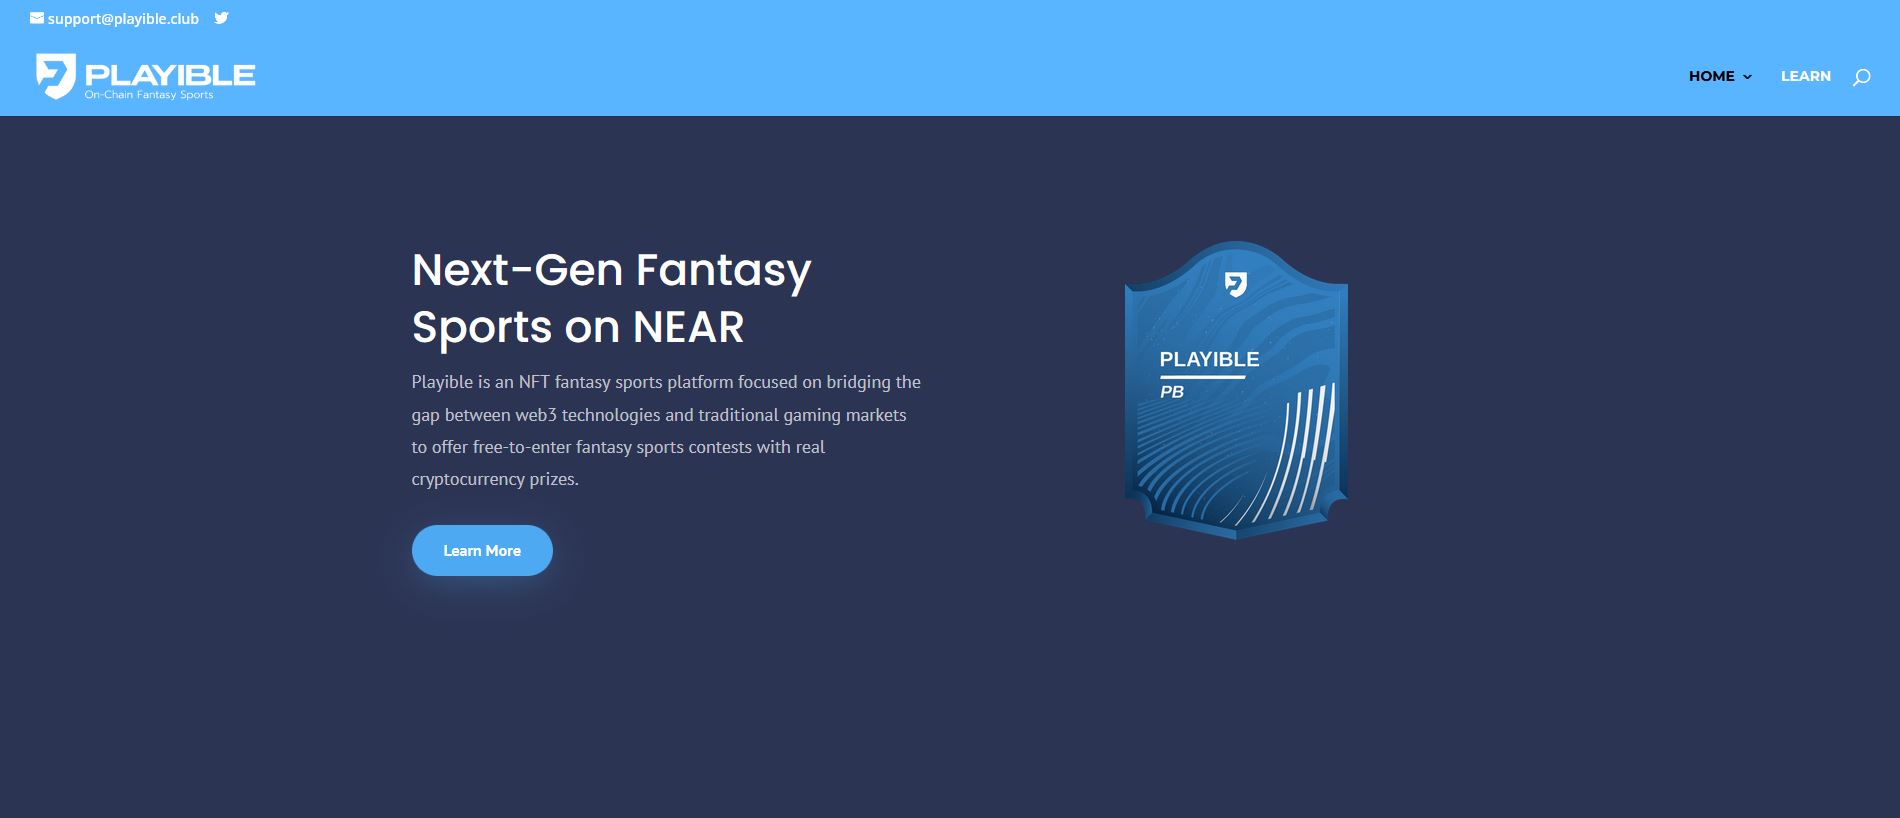 support@playible.club
PLAYIBLE
On-Chain Fantasy Sports
HOME
LEARN
Next-Gen Fantasy
Sports on NEAR
Playible is an NFT fantasy sports platform focused on bridging the
gap between web3 technologies and traditional gaming markets
to offer free-to-enter fantasy sports contests with real
cryptocurrency prizes.
Learn More
PLAYIBLE
PB